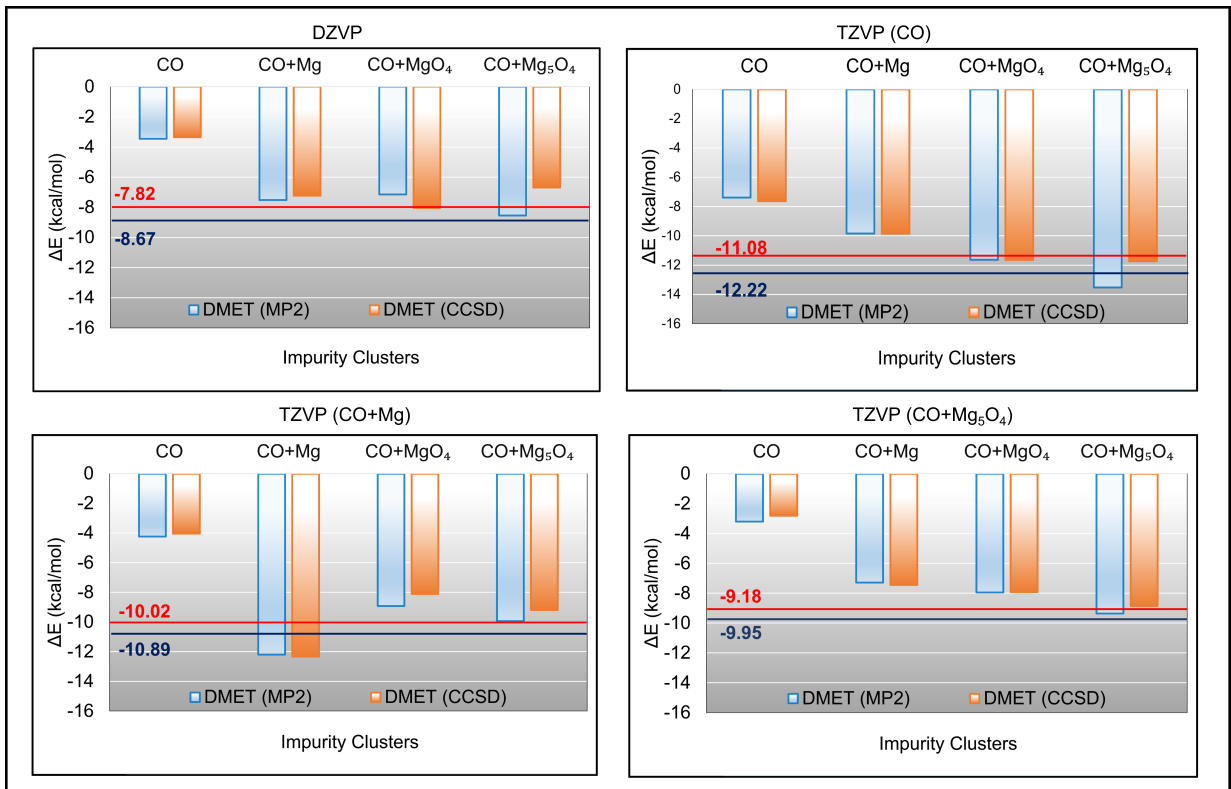 DZVP
CO CO+Mg CO+MgO₄ CO+Mg₅O₄
0
-2
-4
-6
-8
-10
-12
-14
-16
ΔE (kcal/mol)
-7.82
-8.67
DMET (MP2) DMET (CCSD)
Impurity Clusters
TZVP (CO)
CO CO+Mg CO+MgO₄ CO+Mg₅O₄
0
-2
-4
-6
-8
-10
-12
-14
-16
ΔE (kcal/mol)
-11.08
-12.22
DMET (MP2) DMET (CCSD)
Impurity Clusters
TZVP (CO+Mg)
CO CO+Mg CO+MgO₄ CO+Mg₅O₄
0
-2
-4
-6
-8
-10
-12
-14
-16
ΔE (kcal/mol)
-10.02
-10.89
DMET (MP2) DMET (CCSD)
Impurity Clusters
TZVP (CO+Mg₅O₄)
CO CO+Mg CO+MgO₄ CO+Mg₅O₄
0
-2
-4
-6
-8
-10
-12
-14
-16
ΔE (kcal/mol)
-9.18
-9.95
DMET (MP2) DMET (CCSD)
Impurity Clusters